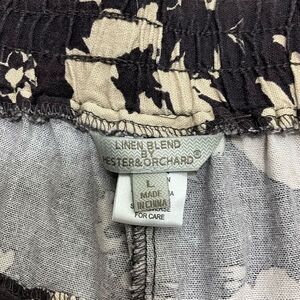 LINEN BLEND
BY
HESTER&ORCHARD®
L
MADE
IN CHINA
FOR CARE